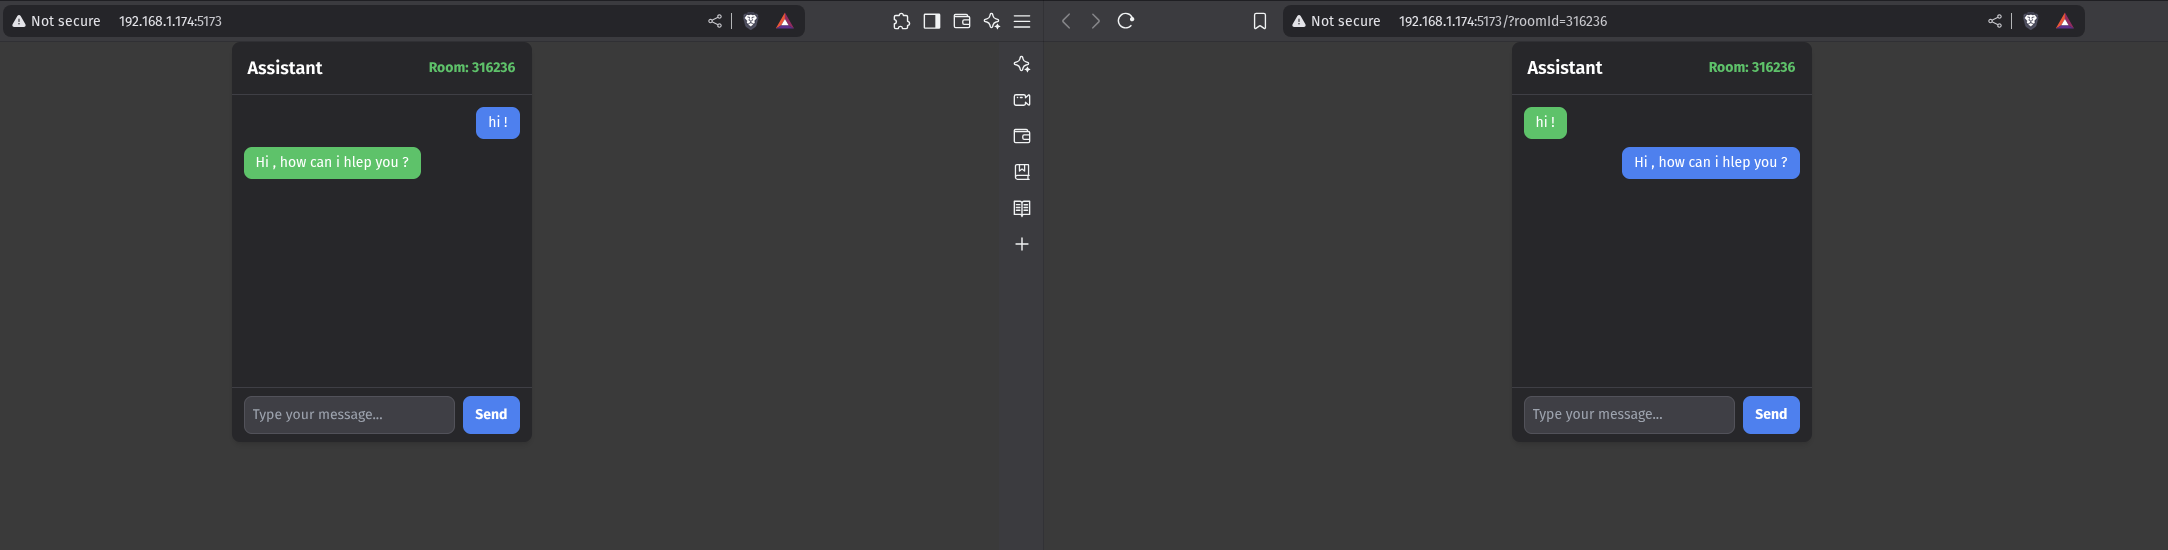 Not secure 192.168.1.174:5173
Assistant Room: 316236
hi !
Hi , how can i hlep you ?
Type your message... Send
Not secure 192.168.1.174:5173/?roomId=316236
Assistant Room: 316236
hi !
Hi , how can i hlep you ?
Type your message... Send